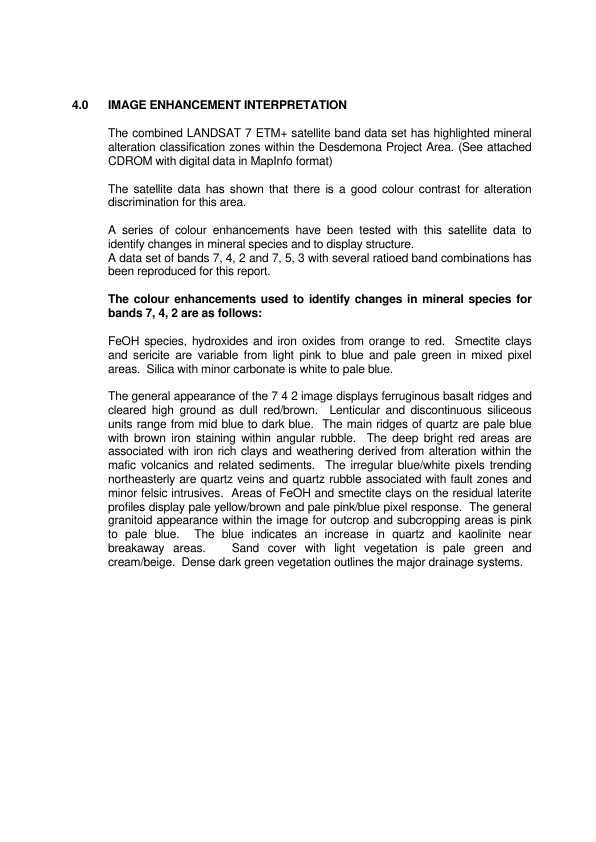 4.0 IMAGE ENHANCEMENT INTERPRETATION
The combined LANDSAT 7 ETM+ satellite band data set has highlighted mineral
alteration classification zones within the Desdemona Project Area. (See attached
CDROM with digital data in MapInfo format)
The satellite data has shown that there is a good colour contrast for alteration
discrimination for this area.
A series of colour enhancements have been tested with this satellite data to
identify changes in mineral species and to display structure.
A data set of bands 7, 4, 2 and 7, 5, 3 with several ratioed band combinations has
been reproduced for this report.
The colour enhancements used to identify changes in mineral species for
bands 7, 4, 2 are as follows:
FeOH species, hydroxides and iron oxides from orange to red. Smectite clays
and sericite are variable from light pink to blue and pale green in mixed pixel
areas. Silica with minor carbonate is white to pale blue.
The general appearance of the 7 4 2 image displays ferruginous basalt ridges and
cleared high ground as dull red/brown. Lenticular and discontinuous siliceous
units range from mid blue to dark blue. The main ridges of quartz are pale blue
with brown iron staining within angular rubble. The deep bright red areas are
associated with iron rich clays and weathering derived from alteration within the
mafic volcanics and related sediments. The irregular blue/white pixels trending
northeasterly are quartz veins and quartz rubble associated with fault zones and
minor felsic intrusives. Areas of FeOH and smectite clays on the residual laterite
profiles display pale yellow/brown and pale pink/blue pixel response. The general
granitoid appearance within the image for outcrop and subcropping areas is pink
to pale blue. The blue indicates an increase in quartz and kaolinite near
breakaway areas. Sand cover with light vegetation is pale green and
cream/beige. Dense dark green vegetation outlines the major drainage systems.